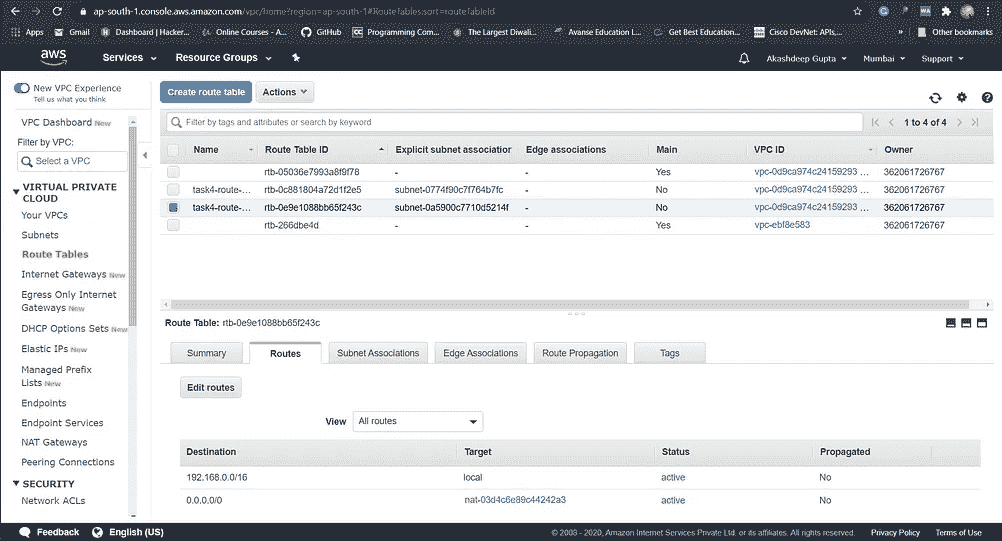 ap-south-1.console.aws.amazon.com/vpc/home?region=ap-south-1#RouteTables:sort=routeTableId
Apps Gmail Dashboard | Hacker... Online Courses - A... GitHub Programming Com... The Largest Diwali... Avanse Education L... Get Best Education... Cisco DevNet: APIs,... » Other bookmarks
aws Services Resource Groups Akashdeep Gupta Mumbai Support
New VPC Experience
Tell us what you think
Create route table Actions
VPC Dashboard New
Filter by VPC:
Select a VPC
VIRTUAL PRIVATE
CLOUD
Your VPCs
Subnets
Route Tables
Internet Gateways New
Egress Only Internet
Gateways New
DHCP Options Sets New
Elastic IPs New
Managed Prefix
Lists New
Endpoints
Endpoint Services
NAT Gateways
Peering Connections
SECURITY
Network ACLs
Filter by tags and attributes or search by keyword
1 to 4 of 4
Name Route Table ID Explicit subnet association Edge associations Main VPC ID Owner
rtb-05036e7993a8f9f78 - - Yes vpc-0d9ca974c24159293 ... 362061726767
task4-route-... rtb-0c881804a72d1f2e5 subnet-0774f90c7f764b7fc - No vpc-0d9ca974c24159293 ... 362061726767
task4-route-... rtb-0e9e1088bb65f243c subnet-0a5900c7710d5214f - No vpc-0d9ca974c24159293 ... 362061726767
rtb-266dbe4d - - Yes vpc-ebf8e583 362061726767
Route Table: rtb-0e9e1088bb65f243c
Summary Routes Subnet Associations Edge Associations Route Propagation Tags
Edit routes
View All routes
Destination Target Status Propagated
192.168.0.0/16 local active No
0.0.0.0/0 nat-03d4c6e89c44242a3 active No
Feedback English (US) © 2008 - 2020, Amazon Internet Services Private Ltd. or its affiliates. All rights reserved. Privacy Policy Terms of Use